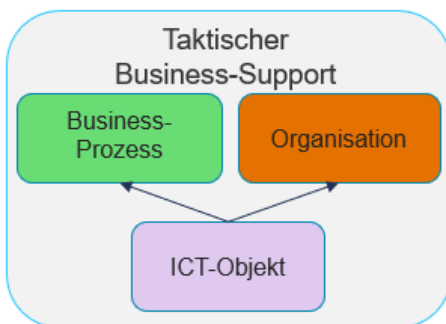 Taktischer
Business-Support
Business-
Prozess
Organisation
ICT-Objekt